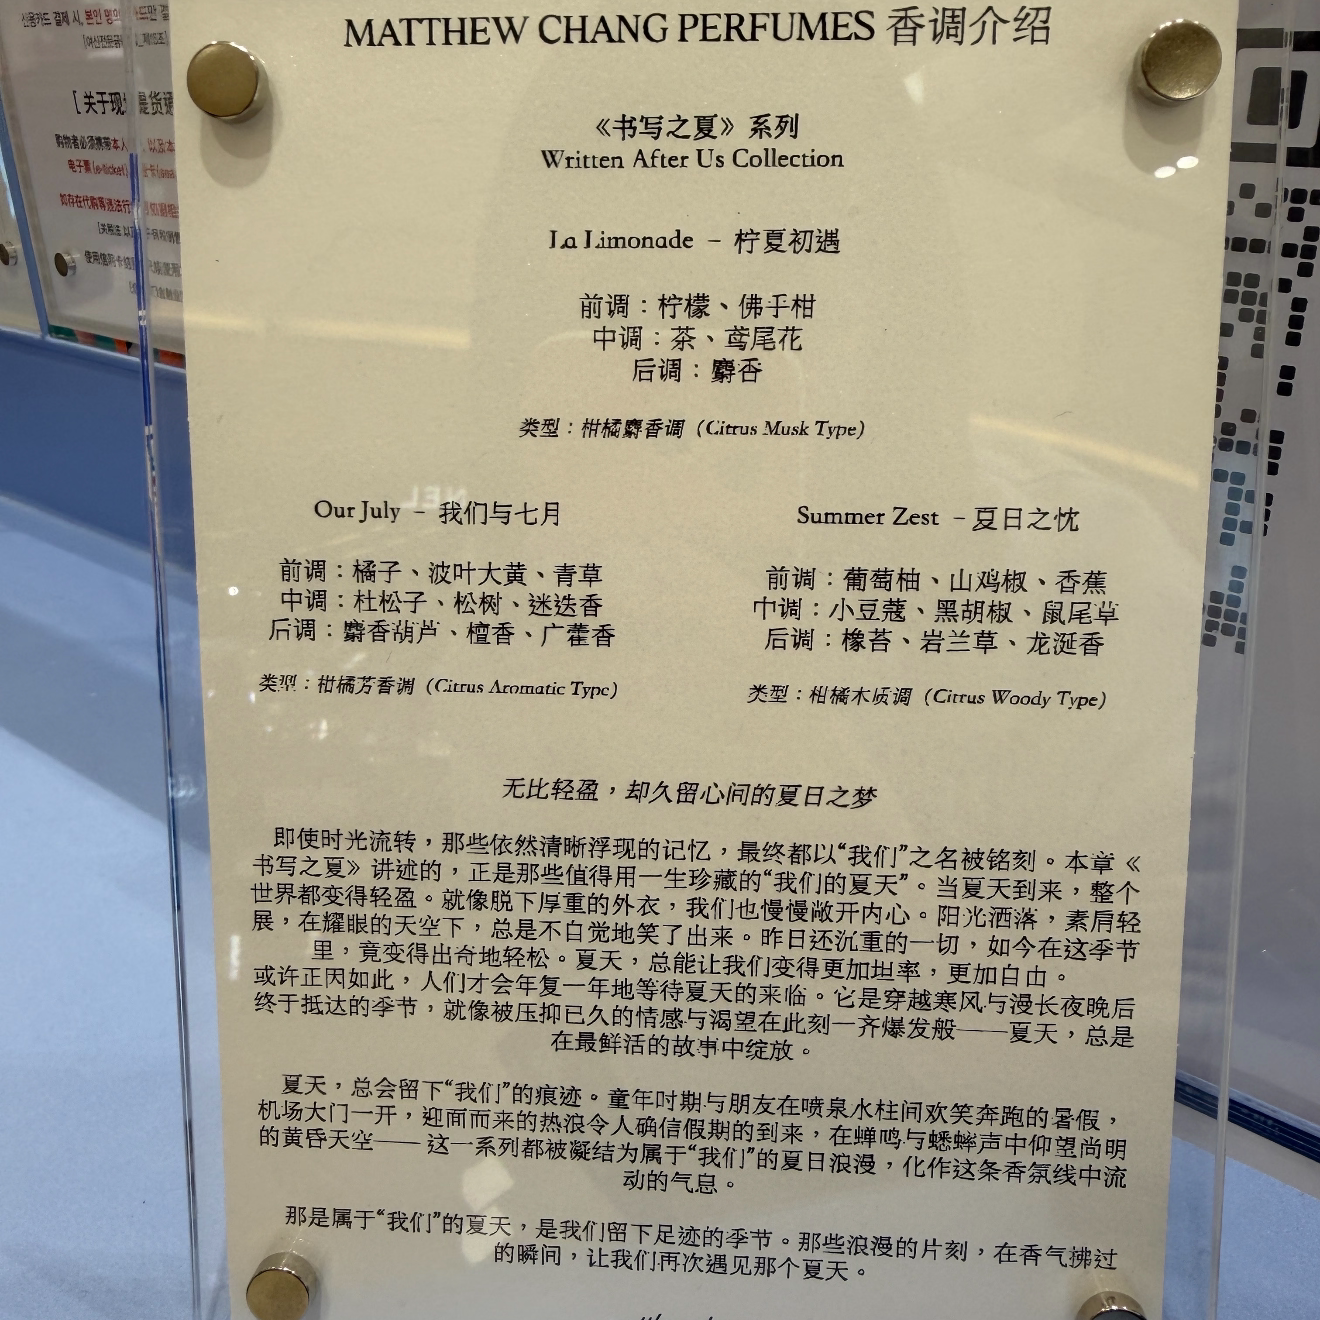 MATTHEW CHANG PERFUMES 香调介绍
《书写之夏》系列
Written After Us Collection
La Limonade – 柠夏初遇
前调：柠檬、佛手柑
中调：茶、鸢尾花
后调：麝香
类型：柑橘麝香调（Citrus Musk Type）
Our July – 我们与七月
前调：橘子、波叶大黄、青草
中调：杜松子、松树、迷迭香
后调：麝香葫芦、檀香、广藿香
类型：柑橘芳香调（Citrus Aromatic Type）
Summer Zest – 夏日之忱
前调：葡萄柚、山鸡椒、香蕉
中调：小豆蔻、黑胡椒、鼠尾草
后调：橡苔、岩兰草、龙涎香
类型：柑橘木质调（Citrus Woody Type）
无比轻盈，却久留心间的夏日之梦
即使时光流转，那些依然清晰浮现的记忆，最终都以“我们”之名被铭刻。本章《
书写之夏》讲述的，正是那些值得用一生珍藏的“我们的夏天”。当夏天到来，整个
世界都变得轻盈。就像脱下厚重的外衣，我们也慢慢敞开内心。阳光洒落，素肩轻
展，在耀眼的天空下，总是不自觉地笑了出来。昨日还沉重的一切，如今在这季节
里，竟变得出奇地轻松。夏天，总能让我们变得更加坦率，更加自由。
或许正因如此，人们才会年复一年地等待夏天的来临。它是穿越寒风与漫长夜晚后
终于抵达的季节，就像被压抑已久的情感与渴望在此刻一齐爆发般——夏天，总是
在最鲜活的故事中绽放。
夏天，总会留下“我们”的痕迹。童年时期与朋友在喷泉水柱间欢笑奔跑的暑假，
机场大门一开，迎面而来的热浪令人确信假期的到来，在蝉鸣与蟋蟀声中仰望尚明
的黄昏天空—— 这一系列都被凝结为属于“我们”的夏日浪漫，化作这条香氛线中流
动的气息。
那是属于“我们”的夏天，是我们留下足迹的季节。那些浪漫的片刻，在香气拂过
的瞬间，让我们再次遇见那个夏天。